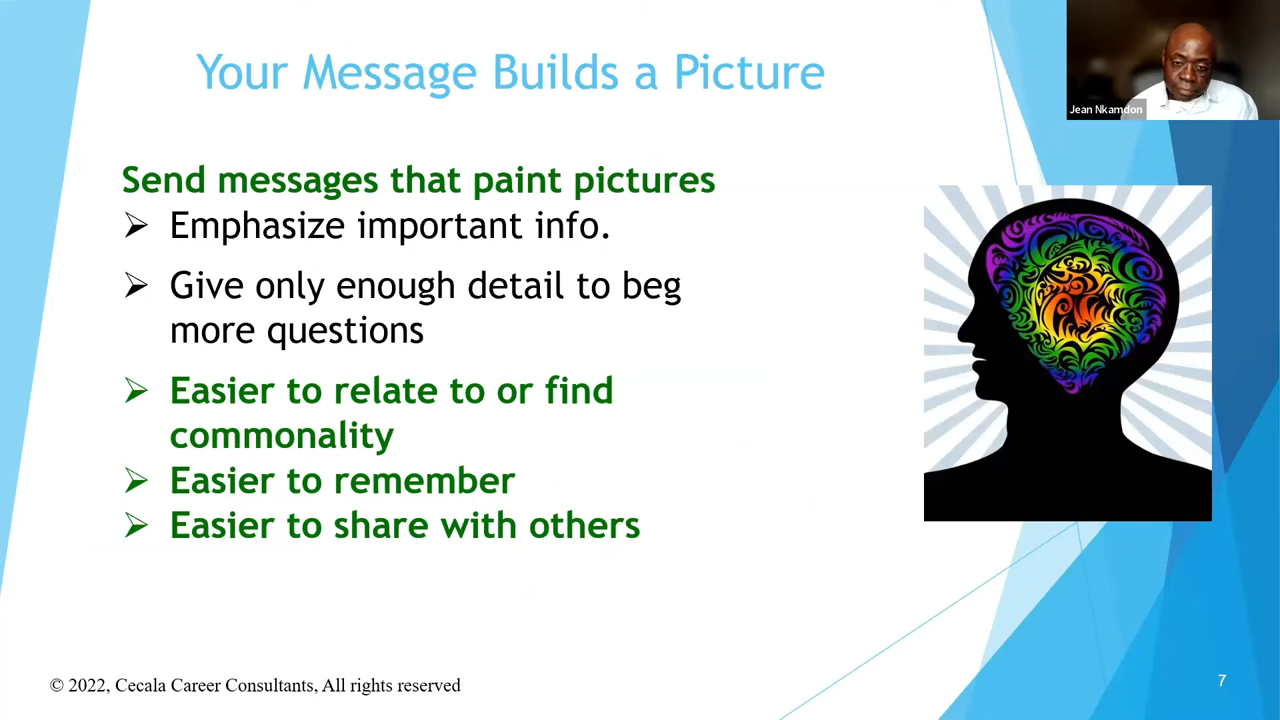 Your Message Builds a Picture
Jean Nkamdon
Send messages that paint pictures
➢ Emphasize important info.
➢ Give only enough detail to beg
more questions
➢ Easier to relate to or find
commonality
➢ Easier to remember
➢ Easier to share with others
© 2022, Cecala Career Consultants, All rights reserved
7